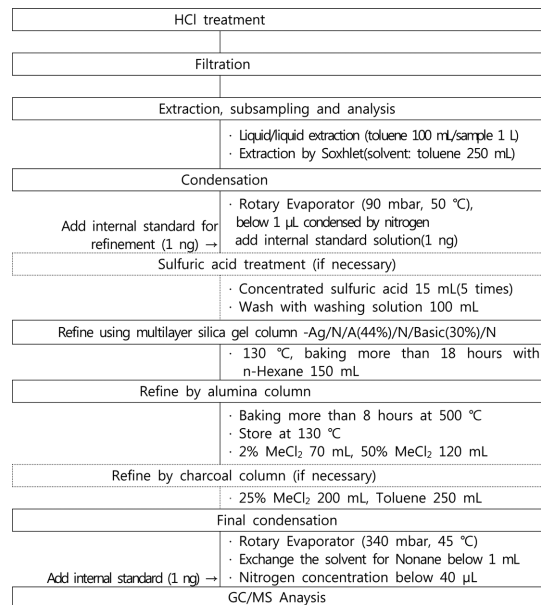 HCl treatment
Filtration
Extraction, subsampling and analysis
· Liquid/liquid extraction (toluene 100 mL/sample 1 L)
· Extraction by Soxhlet(solvent: toluene 250 mL)
Condensation
· Rotary Evaporator (90 mbar, 50 ℃),
below 1 µL condensed by nitrogen
add internal standard solution(1 ng)
Add internal standard for
refinement (1 ng) →
Sulfuric acid treatment (if necessary)
· Concentrated sulfuric acid 15 mL(5 times)
· Wash with washing solution 100 mL
Refine using multilayer silica gel column -Ag/N/A(44%)/N/Basic(30%)/N
· 130 ℃, baking more than 18 hours with
n-Hexane 150 mL
Refine by alumina column
· Baking more than 8 hours at 500 ℃
· Store at 130 ℃
· 2% MeCl₂ 70 mL, 50% MeCl₂ 120 mL
Refine by charcoal column (if necessary)
· 25% MeCl₂ 200 mL, Toluene 250 mL
Final condensation
· Rotary Evaporator (340 mbar, 45 ℃)
· Exchange the solvent for Nonane below 1 mL
Add internal standard (1 ng) →
· Nitrogen concentration below 40 µL
GC/MS Anaysis